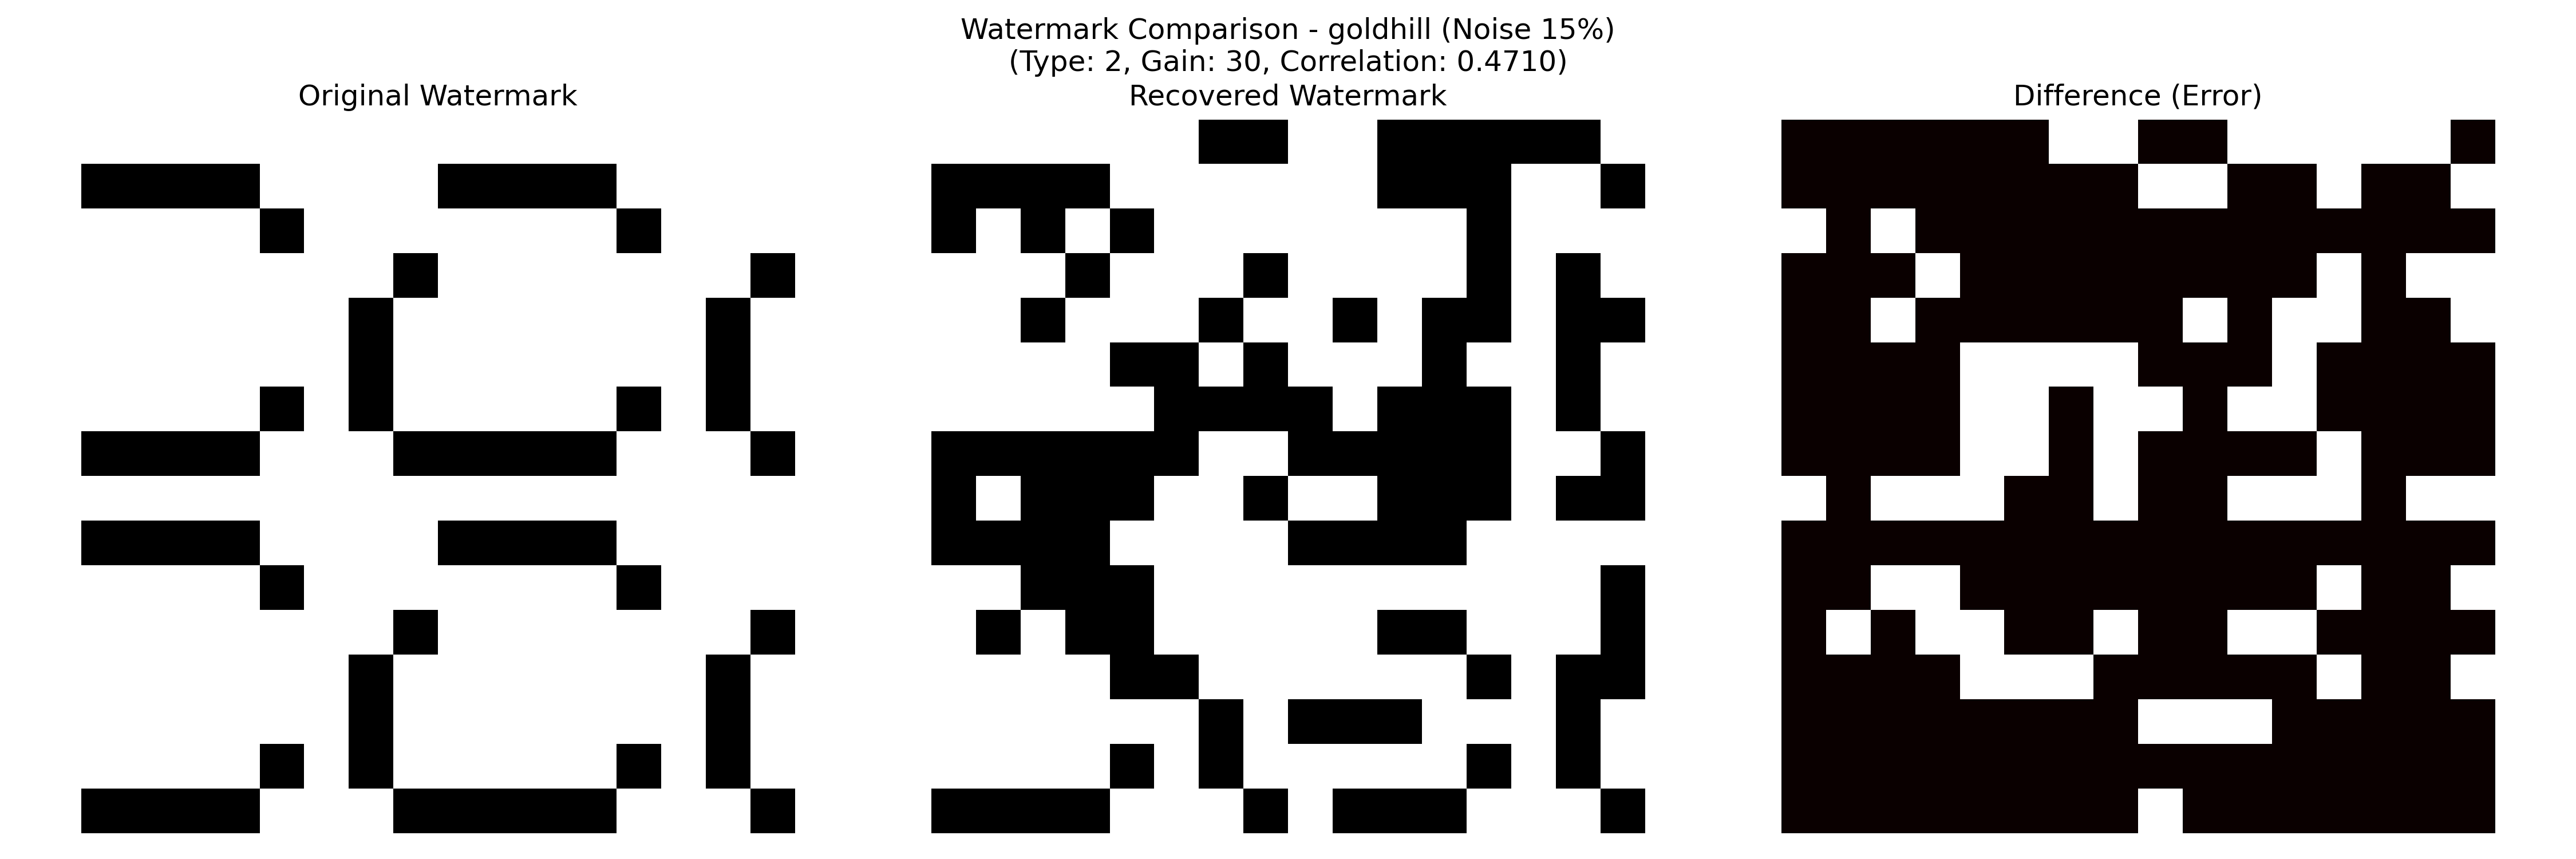 Watermark Comparison - goldhill (Noise 15%)
(Type: 2, Gain: 30, Correlation: 0.4710)
Original Watermark
Recovered Watermark
Difference (Error)